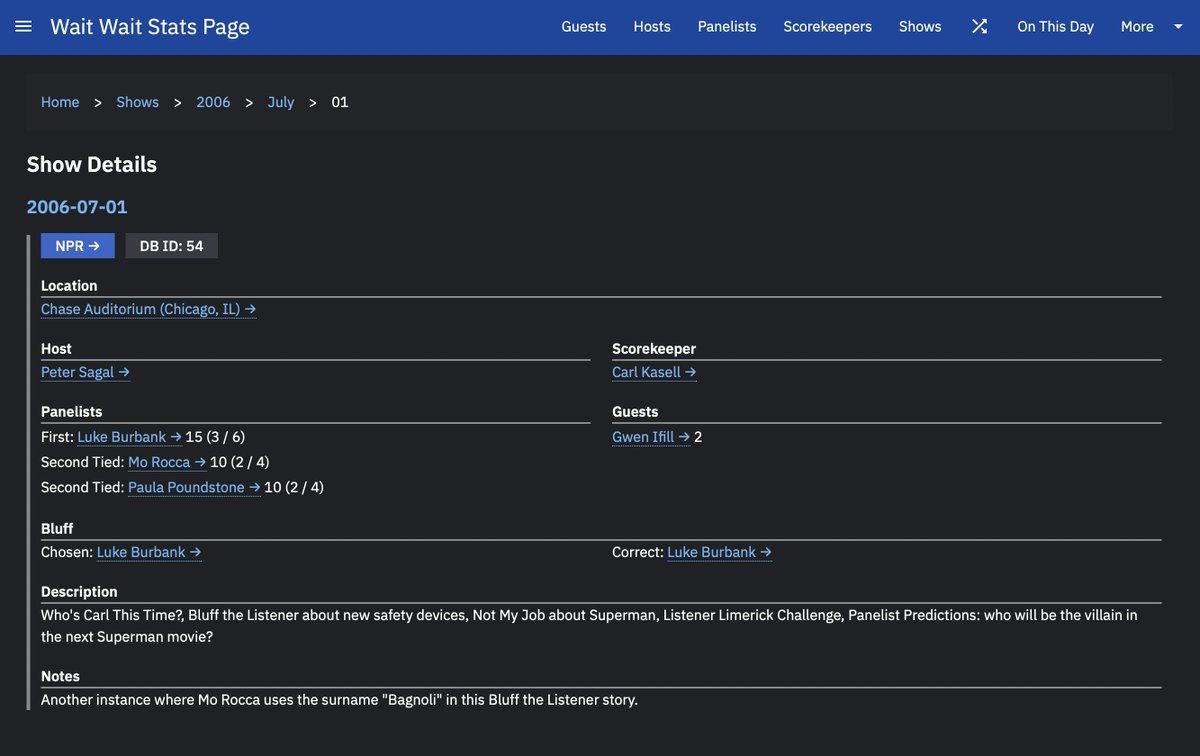 Wait Wait Stats Page
Guests Hosts Panelists Scorekeepers Shows On This Day More
Home > Shows > 2006 > July > 01
Show Details
2006-07-01
NPR → DB ID: 54
Location
Chase Auditorium (Chicago, IL) →
Host
Peter Sagal →
Scorekeeper
Carl Kasell →
Panelists
First: Luke Burbank → 15 (3 / 6)
Second Tied: Mo Rocca → 10 (2 / 4)
Second Tied: Paula Poundstone → 10 (2 / 4)
Guests
Gwen Ifill → 2
Bluff
Chosen: Luke Burbank →
Correct: Luke Burbank →
Description
Who's Carl This Time?, Bluff the Listener about new safety devices, Not My Job about Superman, Listener Limerick Challenge, Panelist Predictions: who will be the villain in
the next Superman movie?
Notes
Another instance where Mo Rocca uses the surname "Bagnoli" in this Bluff the Listener story.